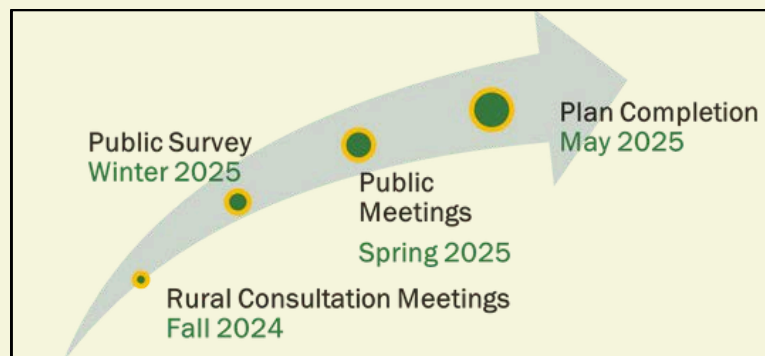 Public Survey
Winter 2025
Plan Completion
May 2025
Public
Meetings
Spring 2025
Rural Consultation Meetings
Fall 2024